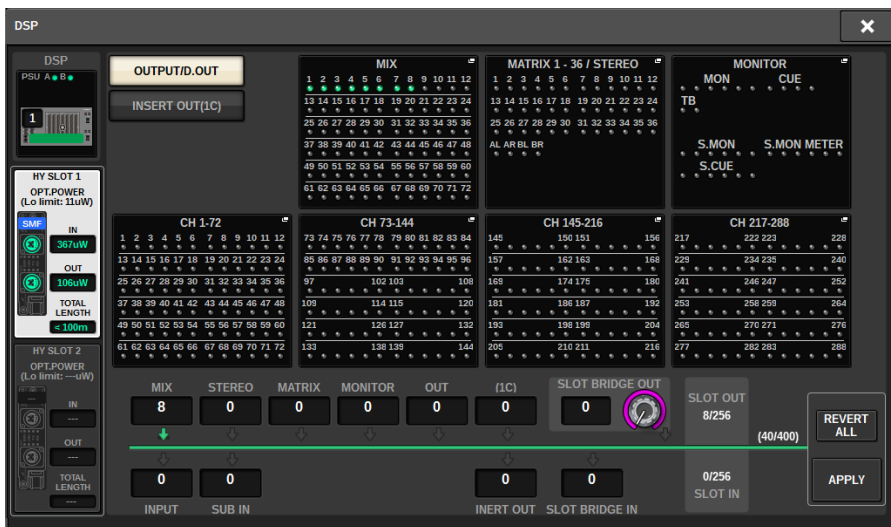 DSP
DSP
PSU A B
1
HY SLOT 1
OPT.POWER
(Lo limit: 11uW)
SMF
IN
367uW
OUT
106uW
TOTAL
LENGTH
<100m
HY SLOT 2
OPT.POWER
(Lo limit: ---uW)
IN
---
OUT
---
TOTAL
LENGTH
---
OUTPUT/D.OUT
INSERT OUT(1C)
MIX
1 2 3 4 5 6 7 8 9 10 11 12
13 14 15 16 17 18 19 20 21 22 23 24
25 26 27 28 29 30 31 32 33 34 35 36
37 38 39 40 41 42 43 44 45 46 47 48
49 50 51 52 53 54 55 56 57 58 59 60
61 62 63 64 65 66 67 68 69 70 71 72
MATRIX 1 - 36 / STEREO
1 2 3 4 5 6 7 8 9 10 11 12
13 14 15 16 17 18 19 20 21 22 23 24
25 26 27 28 29 30 31 32 33 34 35 36
AL AR BL BR
MONITOR
MON CUE
TB
S.MON S.MON METER
S.CUE
CH 1-72
1 2 3 4 5 6 7 8 9 10 11 12
13 14 15 16 17 18 19 20 21 22 23 24
25 26 27 28 29 30 31 32 33 34 35 36
37 38 39 40 41 42 43 44 45 46 47 48
49 50 51 52 53 54 55 56 57 58 59 60
61 62 63 64 65 66 67 68 69 70 71 72
CH 73-144
73 74 75 76 77 78 79 80 81 82 83 84
85 86 87 88 89 90 91 92 93 94 95 96
97 102 103 108
109 114 115 120
121 126 127 132
133 138 139 144
CH 145-216
145 150 151 156
157 162 163 168
169 174 175 180
181 186 187 192
193 198 199 204
205 210 211 216
CH 217-288
217 222 223 228
229 234 235 240
241 246 247 252
253 258 259 264
265 270 271 276
277 282 283 288
MIX STEREO MATRIX MONITOR OUT (1C) SLOT BRIDGE OUT
8 0 0 0 0 0 0
SLOT OUT
8/256
(40/400)
0 0 0 0
0/256
SLOT IN
INPUT SUB IN INERT OUT SLOT BRIDGE IN
REVERT
ALL
APPLY